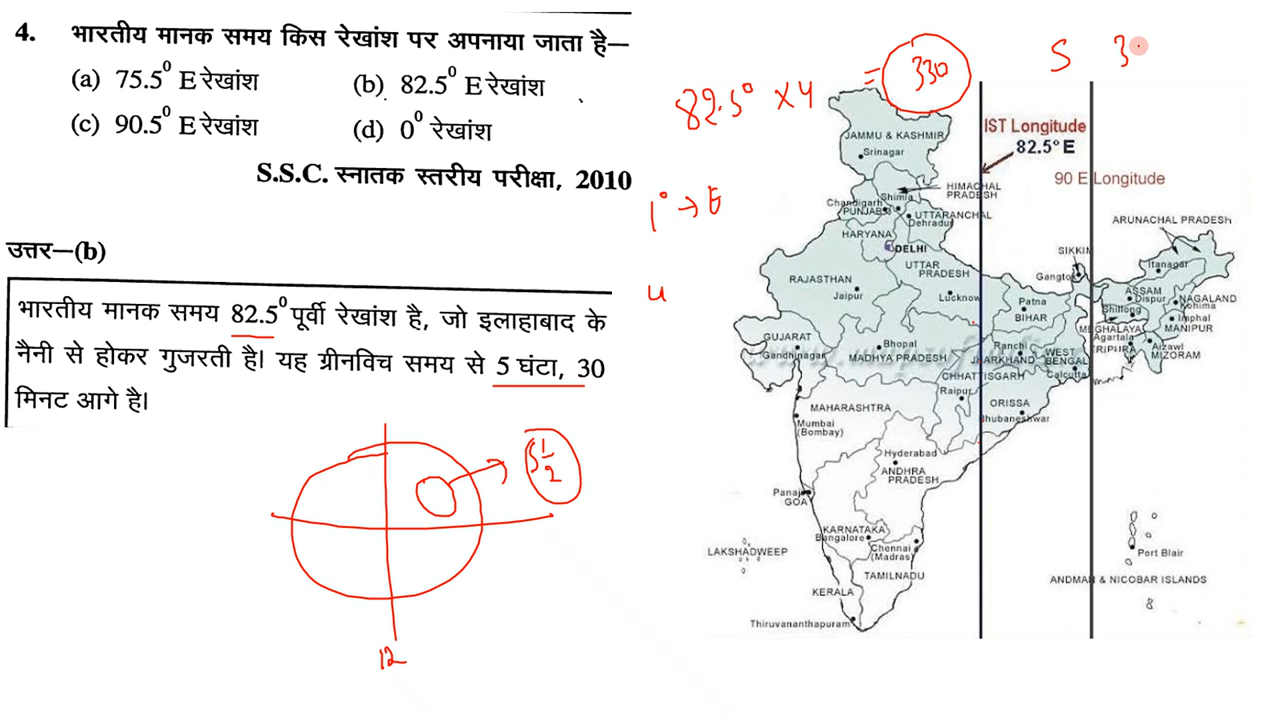 4. भारतीय मानक समय किस रेखांश पर अपनाया जाता है—
(a) 75.5⁰ E रेखांश (b) 82.5⁰ E रेखांश
(c) 90.5⁰ E रेखांश (d) 0⁰ रेखांश
S.S.C. स्नातक स्तरीय परीक्षा, 2010
उत्तर—(b)
भारतीय मानक समय 82.5⁰ पूर्वी रेखांश है, जो इलाहाबाद के
नैनी से होकर गुजरती है। यह ग्रीनविच समय से 5 घंटा, 30
मिनट आगे है।
5 1/2
12
82.5° × 4 = 330
5 3
1° → E
4
IST Longitude
82.5° E
90 E Longitude
JAMMU & KASHMIR
Srinagar
HIMACHAL
PRADESH
Shimla
Chandigarh
PUNJAB
UTTARANCHAL
Dehradun
HARYANA
DELHI
ARUNACHAL PRADESH
SIKKIM
Gangtok
Itanagar
UTTAR
PRADESH
RAJASTHAN
Jaipur
Lucknow
Patna
BIHAR
ASSAM
Dispur
NAGALAND
Kohima
Shillong
MEGHALAYA
Imphal
MANIPUR
Agartala
TRIPURA
Aizawl
MIZORAM
GUJARAT
Gandhinagar
Bhopal
MADHYA PRADESH
Ranchi
JHARKHAND
WEST
BENGAL
Calcutta
CHHATTISGARH
Raipur
ORISSA
Bhubaneshwar
MAHARASHTRA
Mumbai
(Bombay)
Hyderabad
ANDHRA
PRADESH
Panaji
GOA
KARNATAKA
Bangalore
Chennai
(Madras)
LAKSHADWEEP
Port Blair
TAMILNADU
ANDMAN & NICOBAR ISLANDS
KERALA
Thiruvananthapuram